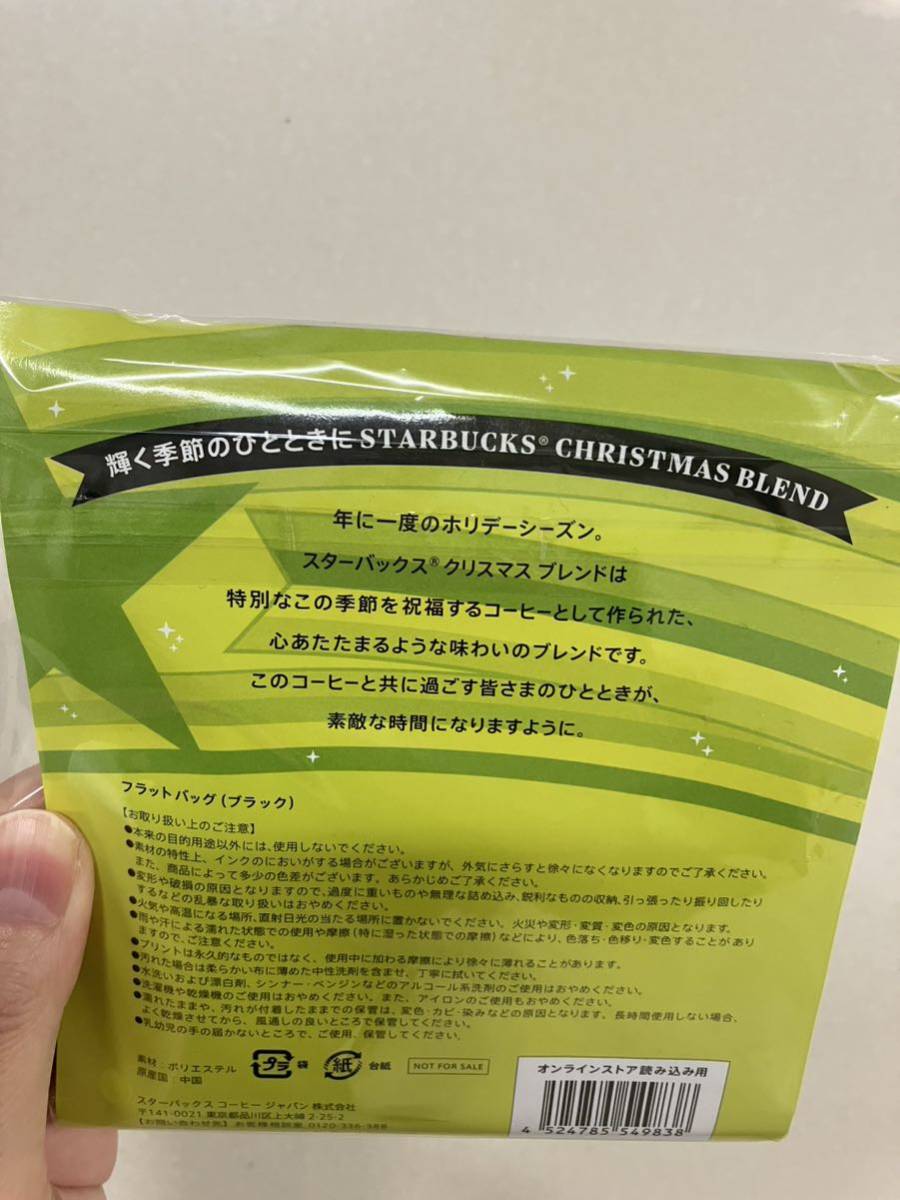 輝く季節のひとときに STARBUCKS® CHRISTMAS BLEND
年に一度のホリデーシーズン。
スターバックス® クリスマス ブレンドは
特別なこの季節を祝福するコーヒーとして作られた、
心あたたまるような味わいのブレンドです。
このコーヒーと共に過ごす皆さまのひとときが、
素敵な時間になりますように。
フラットバッグ(ブラック)
【お取り扱い上のご注意】
●本来の目的用途以外には、使用しないでください。
●素材の特性上、インクのにおいがする場合がございますが、外気にさらすと徐々になくなりますのでご了承ください。
また、商品によって多少の色差がございます。あらかじめご了承ください。
●変形や破損の原因となりますので、過度に重いものや無理な詰め込み、鋭利なものの収納、引っ張ったり振り回したり
するなどの乱暴な取り扱いはおやめください。
●火気や高温になる場所、直射日光の当たる場所に置かないでください。火災や変形・変質・変色の原因となります。
●雨や汗による濡れた状態での使用や摩擦(特に湿った状態での摩擦)などにより、色落ち・色移り・変色することがあり
ますので、ご注意ください。
●プリントは永久的なものではなく、使用中に加わる摩擦により徐々に薄れることがあります。
●汚れた場合は柔らかい布に薄めた中性洗剤を含ませ、丁寧に拭いてください。
●水洗いおよび漂白剤、シンナー・ベンジンなどのアルコール系洗剤のご使用はおやめください。
●洗濯機や乾燥機のご使用はおやめください。また、アイロンのご使用もおやめください。
●濡れたままや、汚れが付着したままでの保管は、変色・カビ・染みなどの原因となります。長時間使用しない場合、
よく乾燥させてから、風通しの良いところで保管してください。
●乳幼児の手の届かないところで、ご使用、保管してください。
素材:ポリエステル
原産国:中国
プラ 袋
紙 台紙
NOT FOR SALE
オンラインストア読み込み用
4 524785 549838
スターバックス コーヒー ジャパン 株式会社
〒141-0021 東京都品川区上大崎 2-25-2
【お問い合わせ先】お客様相談室 0120-336-388